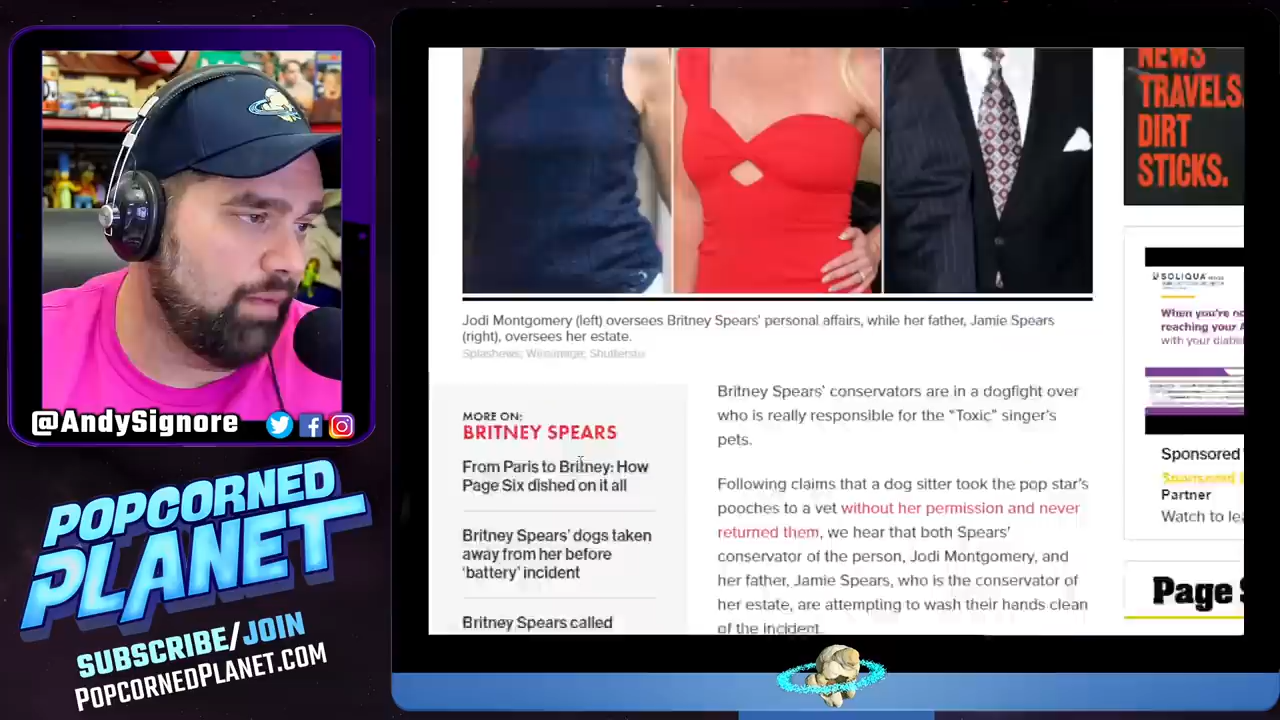 @AndySignore
POPCORNED
PLANET
SUBSCRIBE/JOIN
POPCORNEDPLANET.COM
Jodi Montgomery (left) oversees Britney Spears' personal affairs, while her father, Jamie Spears
(right), oversees her estate.
MORE ON:
BRITNEY SPEARS
From Paris to Britney: How
Page Six dished on it all
Britney Spears' dogs taken
away from her before
'battery' incident
Britney Spears called
Britney Spears' conservators are in a dogfight over
who is really responsible for the "Toxic" singer's
pets.
Following claims that a dog sitter took the pop star's
pooches to a vet without her permission and never
returned them, we hear that both Spears'
conservator of the person, Jodi Montgomery, and
her father, Jamie Spears, who is the conservator of
her estate, are attempting to wash their hands clean
of the incident.
NEWS
TRAVELS.
DIRT
STICKS.
SOLIQUA
When you're
reaching your
with your
Sponsored
Partner
Watch to
Page